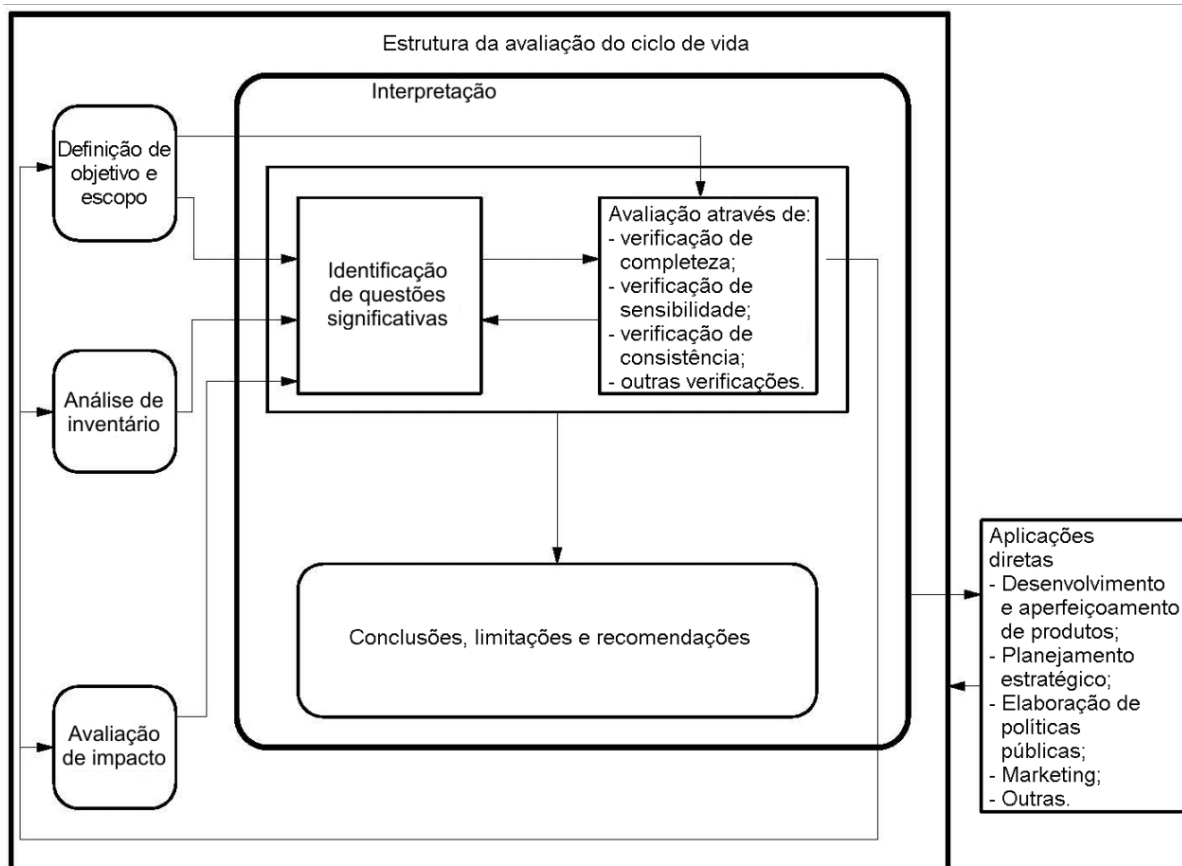 Estrutura da avaliação do ciclo de vida
Interpretação
Definição de
objetivo e
escopo
Identificação
de questões
significativas
Avaliação através de:
- verificação de
completeza;
- verificação de
sensibilidade;
- verificação de
consistência;
- outras verificações.
Análise de
inventário
Conclusões, limitações e recomendações
Avaliação
de impacto
Aplicações
diretas
- Desenvolvimento
e aperfeiçoamento
de produtos;
- Planejamento
estratégico;
- Elaboração de
políticas
públicas;
- Marketing;
- Outras.